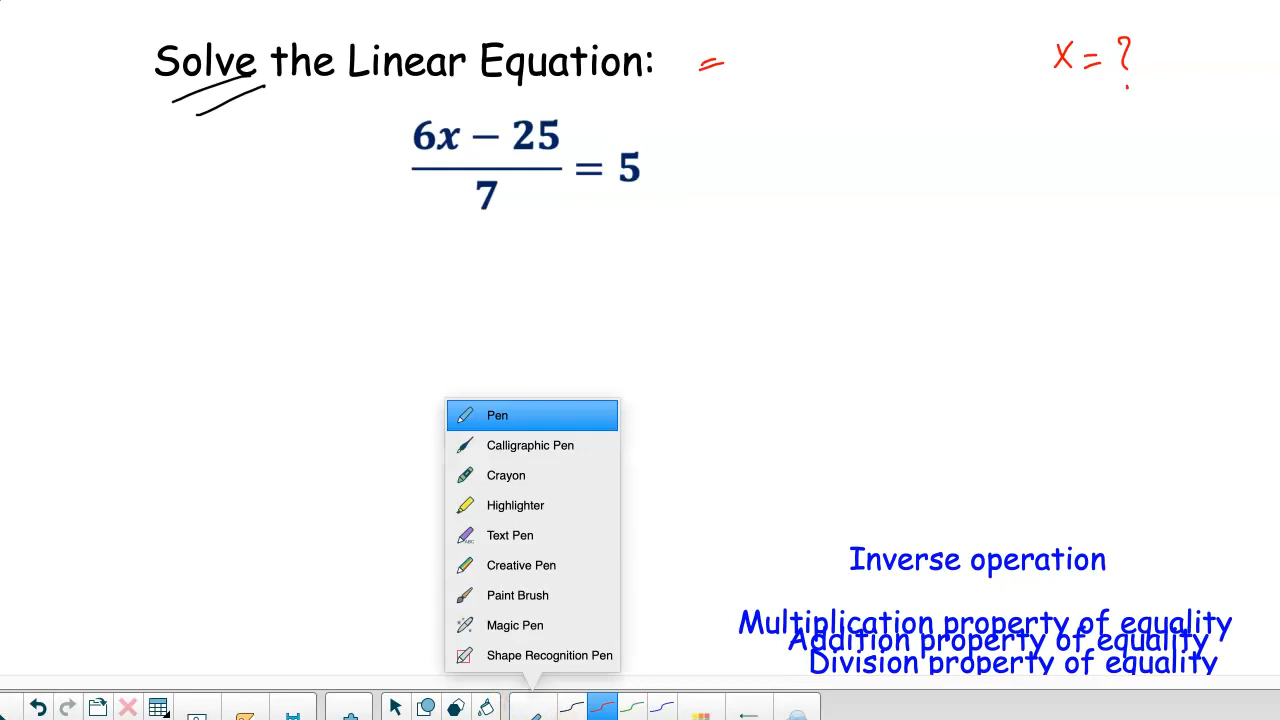 Solve the Linear Equation: = x = ?
6x − 25
7
= 5
Pen
Calligraphic Pen
Crayon
Highlighter
Text Pen
Creative Pen
Paint Brush
Magic Pen
Shape Recognition Pen
Inverse operation
Multiplication property of equality
Addition property of equality
Division property of equality